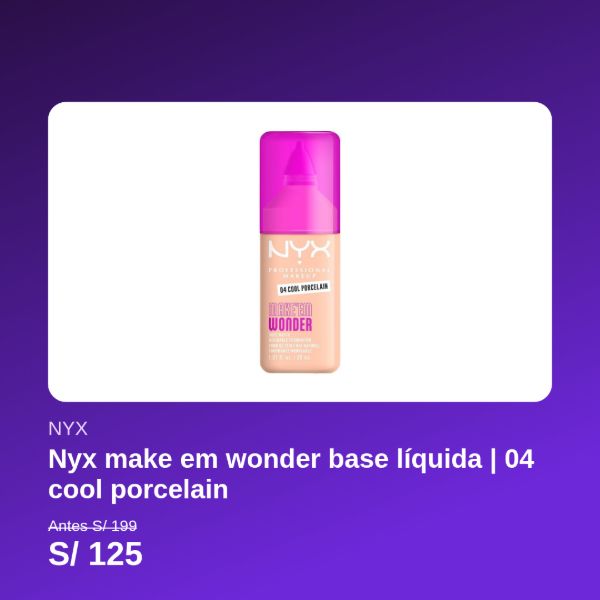 NYX
PROFESSIONAL
MAKEUP
04 COOL PORCELAIN
MAKE'EM
WONDER
NYX
Nyx make em wonder base líquida | 04
cool porcelain
Antes S/ 199
S/ 125